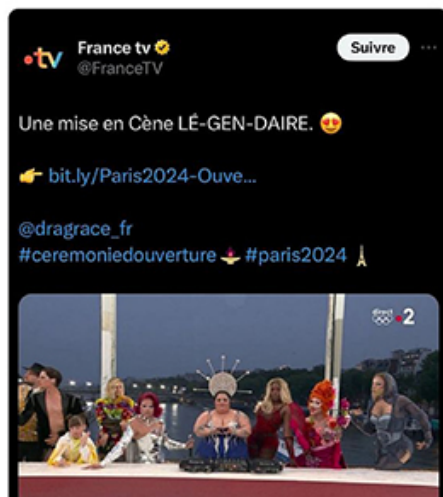 •tv France tv
@FranceTV
Suivre
Une mise en Cène LÉ-GEN-DAIRE. 😍
👉 bit.ly/Paris2024-Ouve...
@dragrace_fr
#ceremoniedouverture #paris2024
direct
•2